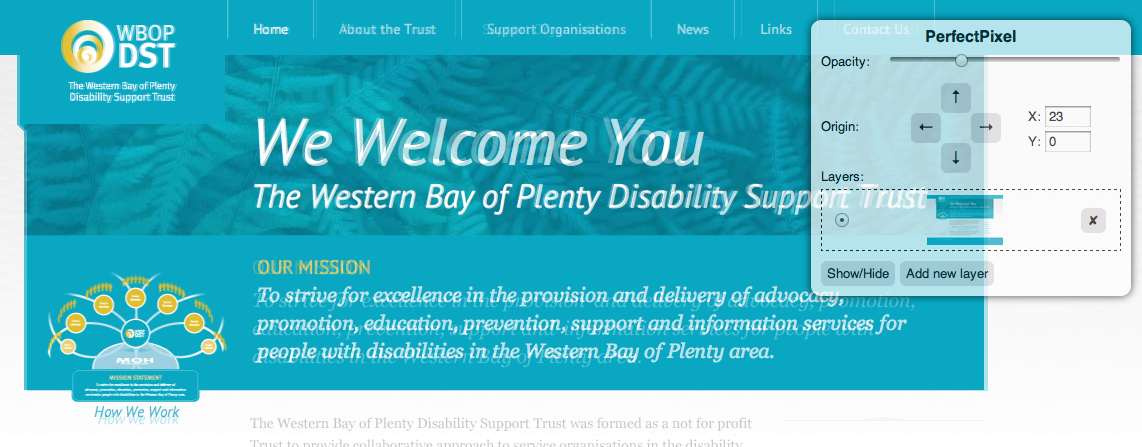 WBOP
DST
The Western Bay of Plenty
Disability Support Trust
Home
About the Trust
Support Organisations
News
Links
Contact Us
We Welcome You
The Western Bay of Plenty Disability Support Trust
PerfectPixel
Opacity:
Origin:
↑
←
→
↓
X: 23
Y: 0
Layers:
✘
Show/Hide
Add new layer
OUR MISSION
To strive for excellence in the provision and delivery of advocacy,
promotion, education, prevention, support and information services for
people with disabilities in the Western Bay of Plenty area.
MOH
MISSION STATEMENT
How We Work
The Western Bay of Plenty Disability Support Trust was formed as a not for profit
Trust to provide collaborative approach to service organisations in the disability